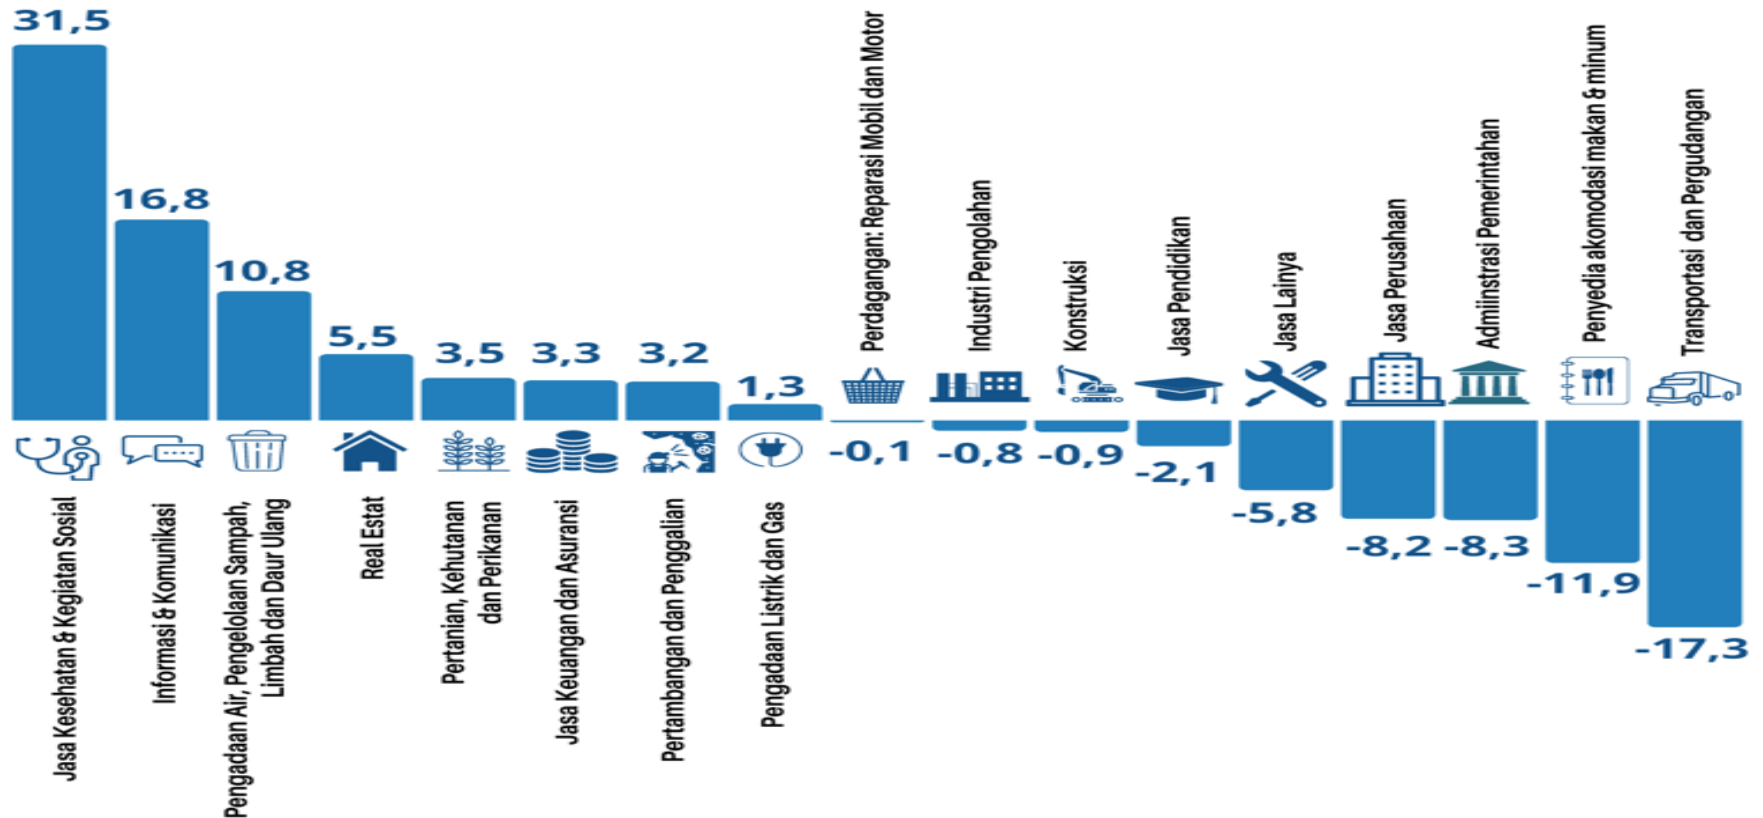 31,5
Jasa Kesehatan & Kegiatan Sosial
16,8
Informasi & Komunikasi
10,8
Pengadaan Air, Pengelolaan Sampah,
Limbah dan Daur Ulang
5,5
Real Estat
3,5
Pertanian, Kehutanan
dan Perikanan
3,3
Jasa Keuangan dan Asuransi
3,2
Pertambangan dan Penggalian
1,3
Pengadaan Listrik dan Gas
Perdagangan: Reparasi Mobil dan Motor
-0,1
Industri Pengolahan
-0,8
Konstruksi
-0,9
Jasa Pendidikan
-2,1
Jasa Lainya
-5,8
Jasa Perusahaan
-8,2
Admiinstrasi Pemerintahan
-8,3
Penyedia akomodasi makan & minum
-11,9
Transportasi dan Pergudangan
-17,3